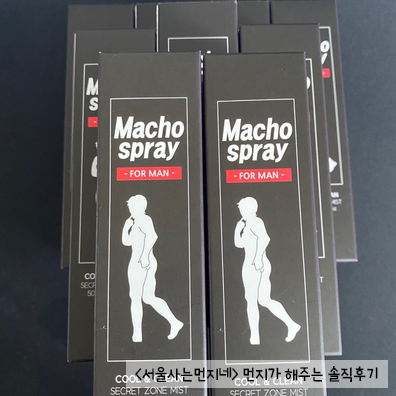 Macho
spray
- FOR MAN -
COOL & CLEAN
SECRET ZONE MIST
Macho
spray
- FOR MAN -
COOL & CLEAN
SECRET ZONE MIST
<서울사는먼지네> 먼지가 해주는 솔직후기